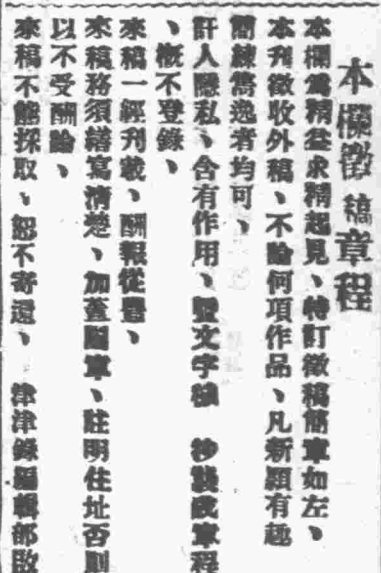 本欄徵稿章程
本欄為精益求精起見、特訂徵稿簡章如左、
本刊徵收外稿、不論何項作品、凡新穎有趣
簡練雋逸者均可、
訐人隱私、含有作用、暨文字 章程
、概不登錄、
來稿一經刊載、酬報從豐、
來稿務須繕寫清楚、加蓋圖章、註明住址否則
以不受酬論、
來稿不能採取、恕不寄還、 津津錄編輯部啟